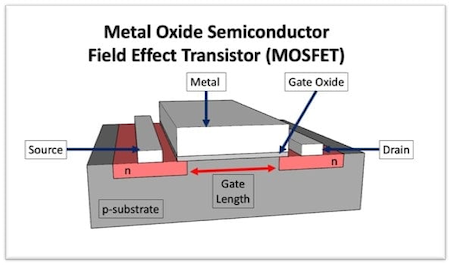 Metal Oxide Semiconductor
Field Effect Transistor (MOSFET)
Metal
Gate Oxide
Source
Drain
n
n
Gate
Length
p-substrate